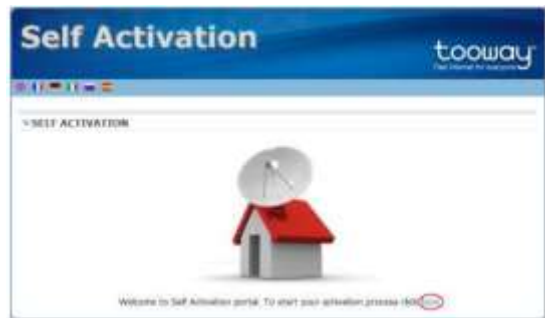 Self Activation
tooway
Fast Internet for everyone
SELF ACTIVATION
Welcome to Self Activation portal. To start your activation process click